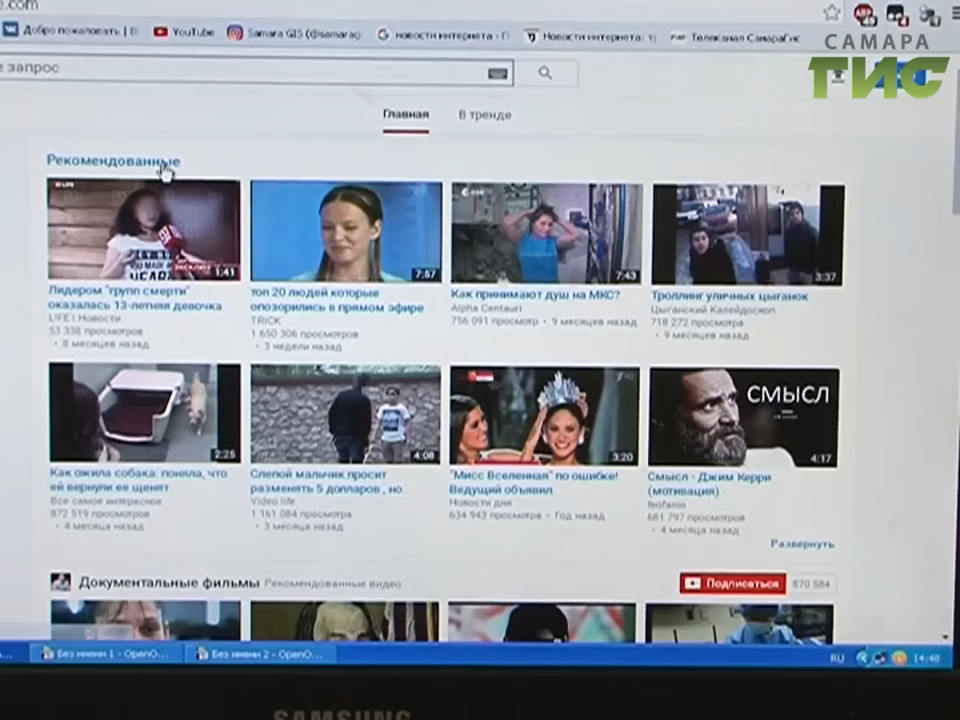 e.com
Добро пожаловать |
YouTube
Samara GIS (@samarag
новости интернета - П
Новости интернета: т
Телеканал СамараГис
САМАРА
ГИС
е запрос
Главная
В тренде
Рекомендованные
1:41
7:57
7:43
3:37
Лидером "групп смерти" оказалась 13-летняя девочка
LIFE | Новости
53 338 просмотров
• 8 месяцев назад
топ 20 людей которые опозорились в прямом эфире
TRICK
1 650 306 просмотров
• 3 недели назад
Как принимают душ на МКС?
Alpha Centauri
756 091 просмотр • 9 месяцев назад
Троллинг уличных цыганок
Цыганский Калейдоскоп
718 272 просмотра
• 9 месяцев назад
СМЫСЛ
2:25
4:08
3:20
4:17
Как ожила собака: поняла, что ей вернули ее щенят
Все самое интересное
872 519 просмотров
• 4 месяца назад
Слепой мальчик просит разменять 5 долларов , но
Video life
1 161 084 просмотра
• 3 месяца назад
"Мисс Вселенная" по ошибке! Ведущий объявил
Новости дня
634 943 просмотра • Год назад
Смысл - Джим Керри (мотивация)
feofanio
681 797 просмотров
• 4 месяца назад
Развернуть
Документальные фильмы Рекомендованные видео
Подписаться 870 584
Без имени 1 - OpenO...
Без имени 2 - OpenO...
RU
14:48
SAMSUNG